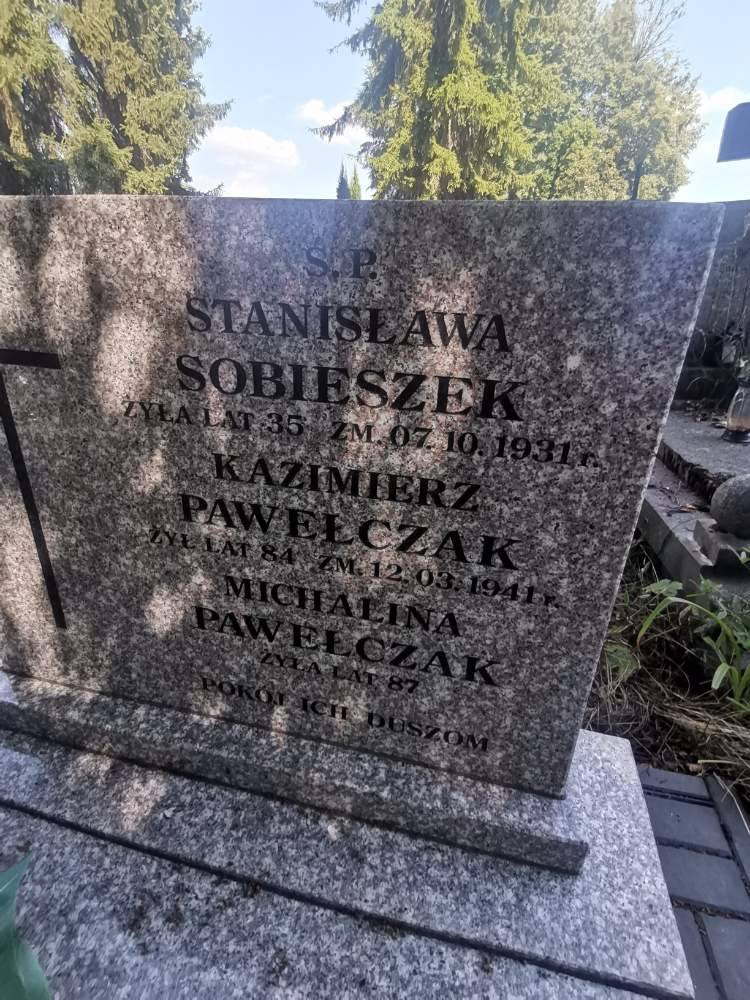 Ś.P.
STANISŁAWA
SOBIESZEK
ŻYŁA LAT 35 ZM. 07.10.1931 r.
KAZIMIERZ
PAWEŁCZAK
ŻYŁ LAT 84 ZM. 12.03.1941 r.
MICHALINA
PAWEŁCZAK
ŻYŁA LAT 87
POKÓJ ICH DUSZOM